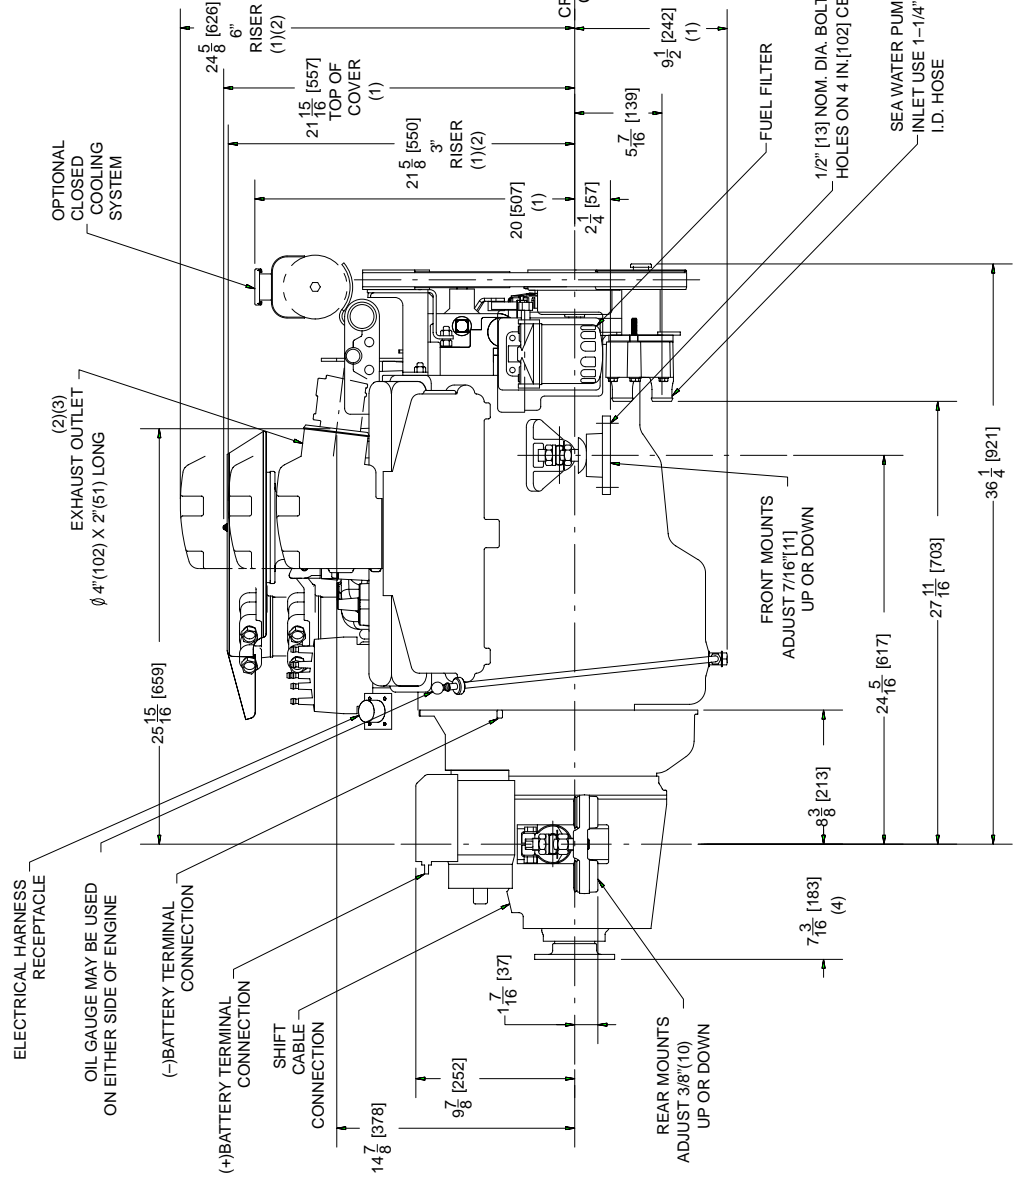 ELECTRICAL HARNESS
RECEPTACLE
OIL GAUGE MAY BE USED
ON EITHER SIDE OF ENGINE
(–)BATTERY TERMINAL
CONNECTION
(+)BATTERY TERMINAL
CONNECTION
SHIFT
CABLE
CONNECTION
14 7/8 [378]
9 7/8 [252]
1 7/16 [37]
REAR MOUNTS
ADJUST 3/8"(10)
UP OR DOWN
7 3/16 [183]
(4)
8 3/8 [213]
25 15/16 [659]
EXHAUST OUTLET
(2)(3)
∅ 4"(102) X 2"(51) LONG
OPTIONAL
CLOSED
COOLING
SYSTEM
24 5/8 [626]
6"
RISER
(1)(2)
21 15/16 [557]
TOP OF
COVER
(1)
21 5/8 [550]
3"
RISER
(1)(2)
20 [507]
(1)
2 1/4 [57]
5 7/16 [139]
9 1/2 [242]
(1)
FUEL FILTER
1/2" [13] NOM. DIA. BOLT
HOLES ON 4 IN.[102] CE
SEA WATER PUM
INLET USE 1–1/4"
I.D. HOSE
FRONT MOUNTS
ADJUST 7/16"[11]
UP OR DOWN
24 5/16 [617]
27 11/16 [703]
36 1/4 [921]